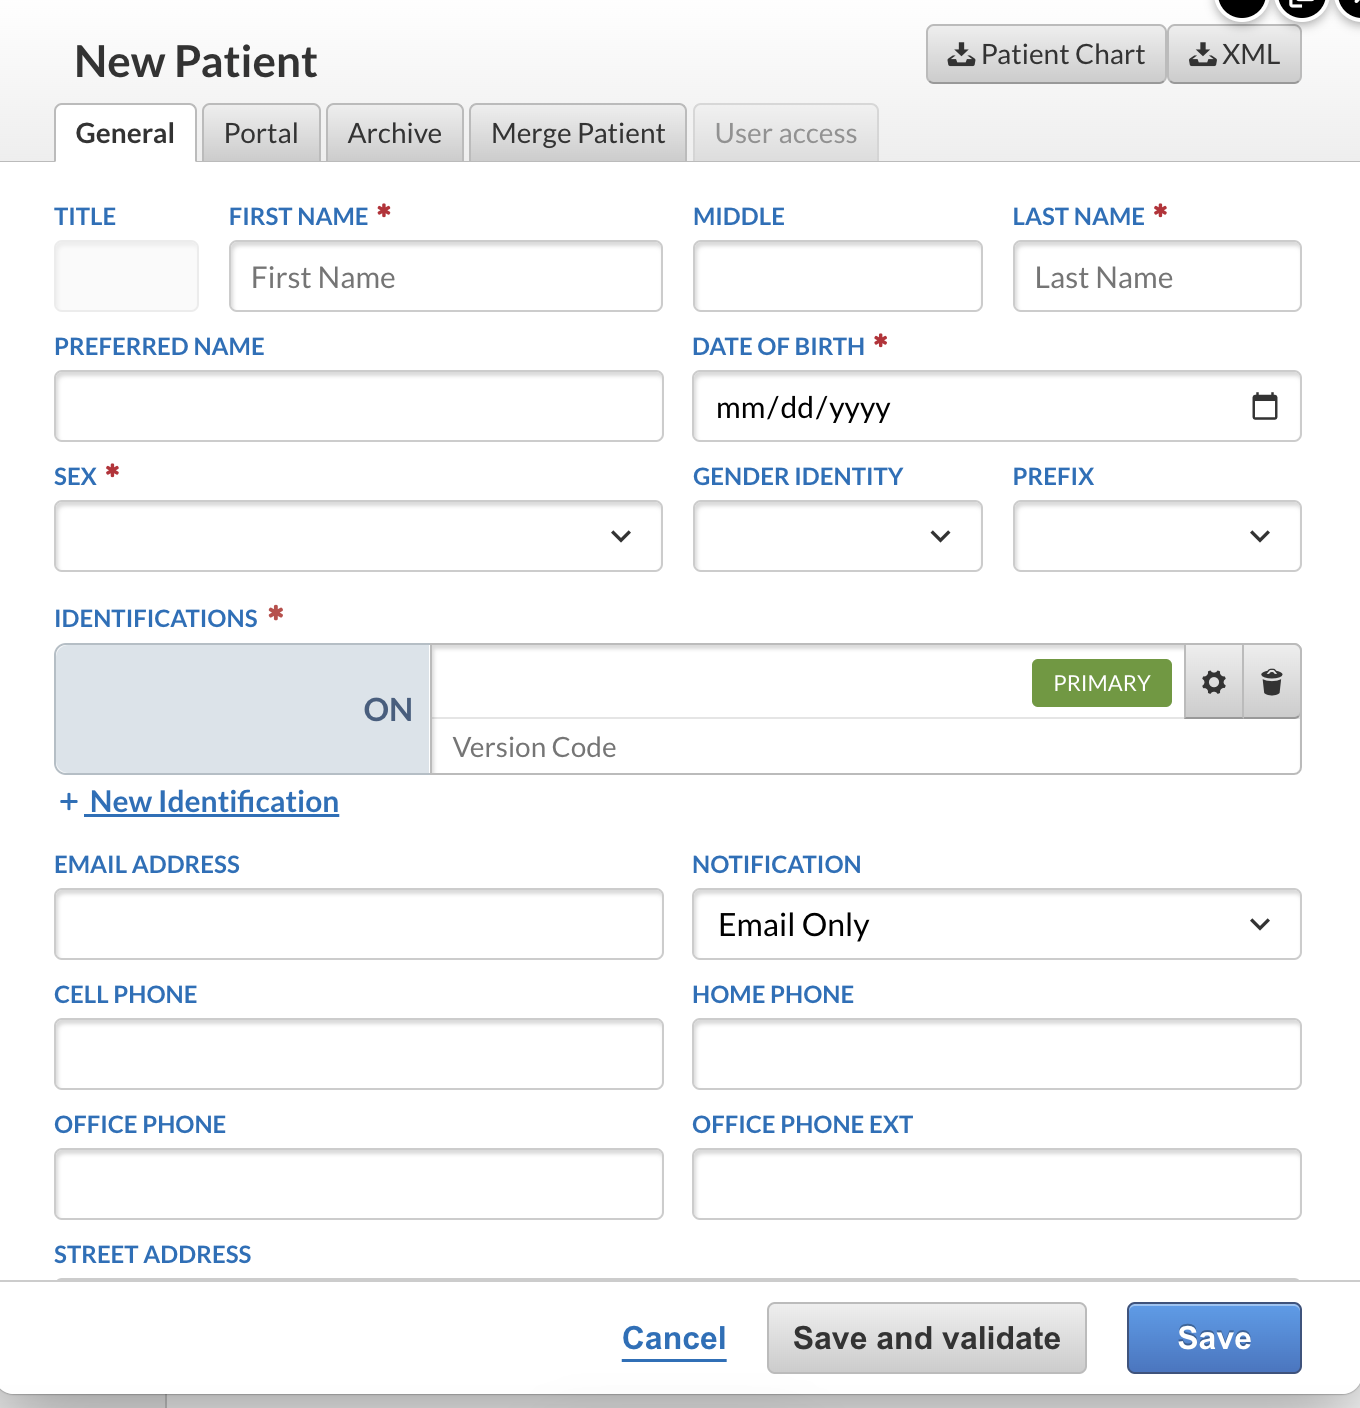 New Patient
Patient Chart XML
General Portal Archive Merge Patient User access
TITLE FIRST NAME * MIDDLE LAST NAME *
First Name Last Name
PREFERRED NAME DATE OF BIRTH *
mm/dd/yyyy
SEX * GENDER IDENTITY PREFIX
IDENTIFICATIONS *
ON PRIMARY
Version Code
+ New Identification
EMAIL ADDRESS NOTIFICATION
Email Only
CELL PHONE HOME PHONE
OFFICE PHONE OFFICE PHONE EXT
STREET ADDRESS
Cancel Save and validate Save